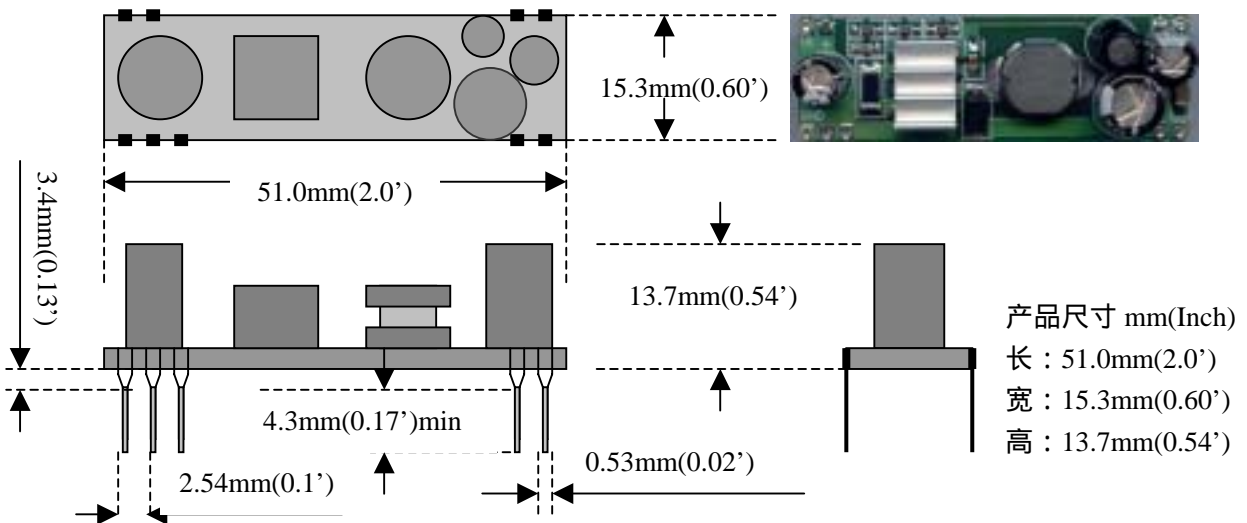 15.3mm(0.60’)
51.0mm(2.0’)
3.4mm(0.13’)
13.7mm(0.54’)
4.3mm(0.17’)min
2.54mm(0.1’)
0.53mm(0.02’)
产品尺寸 mm(Inch)
长：51.0mm(2.0’)
宽：15.3mm(0.60’)
高：13.7mm(0.54’)